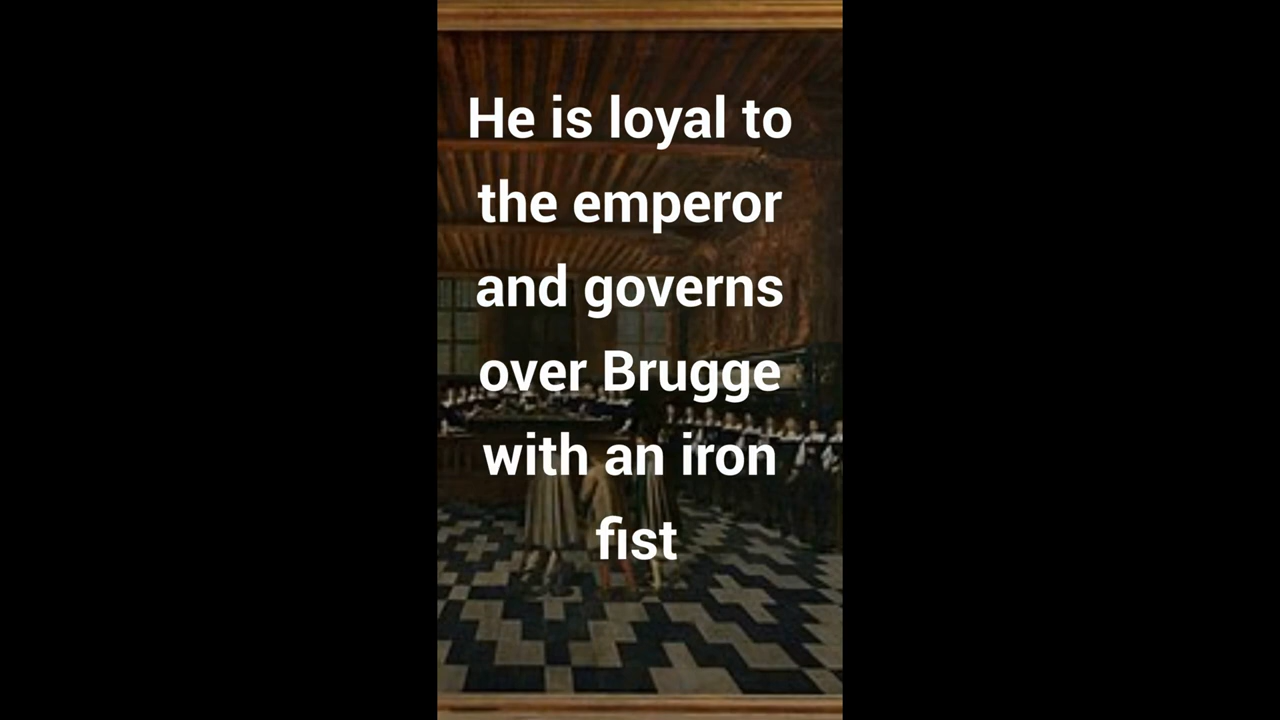 He is loyal to
the emperor
and governs
over Brugge
with an iron
fist